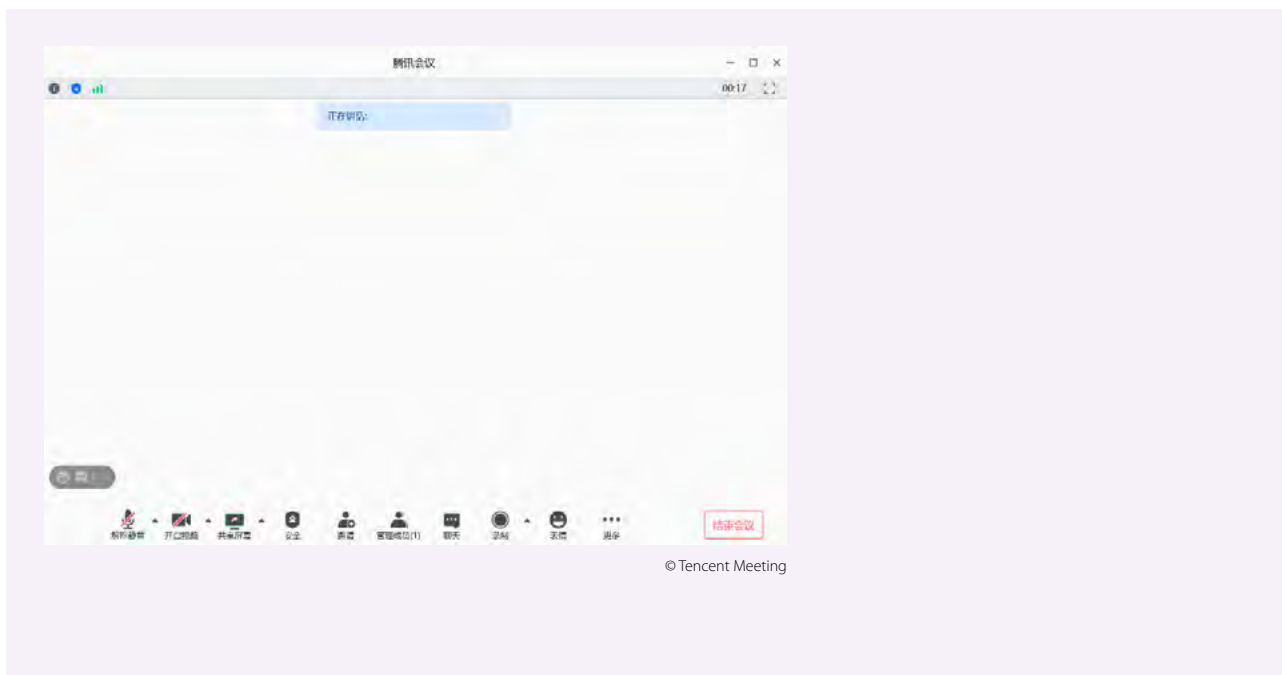 腾讯会议
00:17
正在讲话:
解除静音 开启视频 共享屏幕 安全 邀请 管理成员(1) 聊天 录制 表情 更多 结束会议
© Tencent Meeting